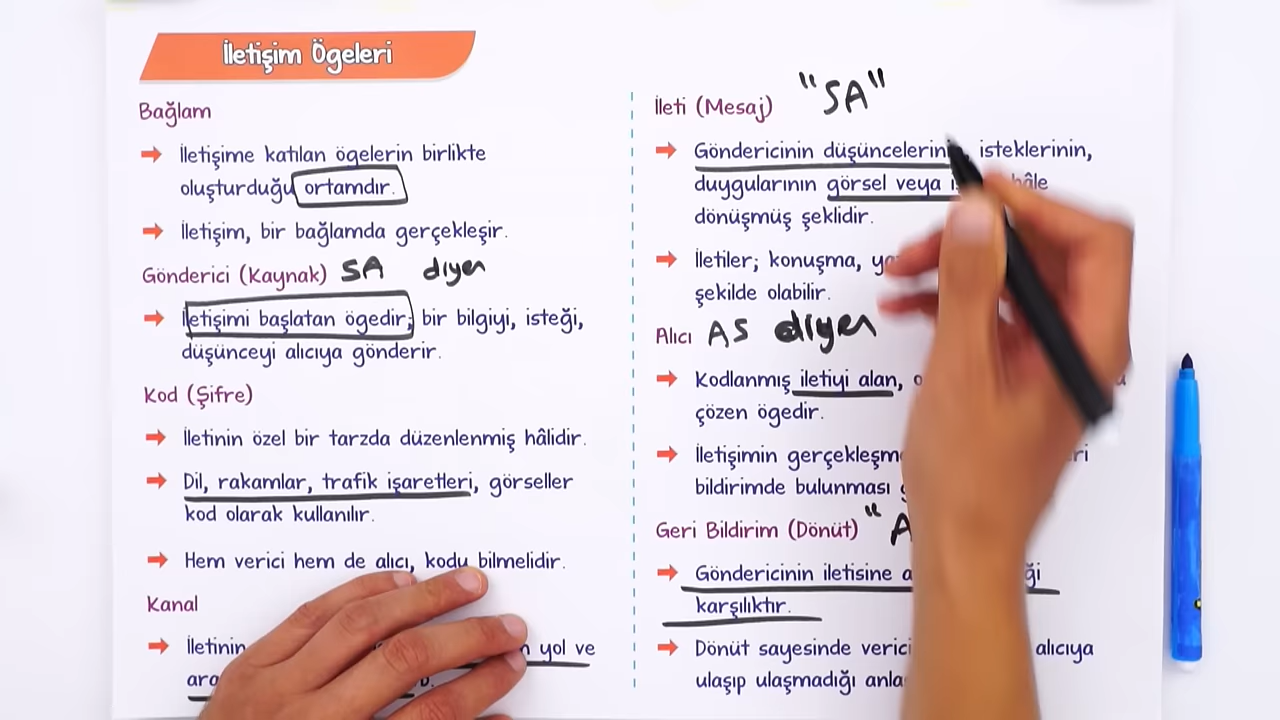 İletişim Ögeleri
Bağlam
İletişime katılan ögelerin birlikte
oluşturduğu ortamdır.
İletişim, bir bağlamda gerçekleşir.
Gönderici (Kaynak) SA diyen
İletişimi başlatan ögedir, bir bilgiyi, isteği,
düşünceyi alıcıya gönderir.
Kod (Şifre)
İletinin özel bir tarzda düzenlenmiş hâlidir.
Dil, rakamlar, trafik işaretleri, görseller
kod olarak kullanılır.
Hem verici hem de alıcı, kodu bilmelidir.
Kanal
İletinin yol ve
İleti (Mesaj) "SA"
Göndericinin düşüncelerinin, isteklerinin,
duygularının görsel veya hâle
dönüşmüş şeklidir.
İletiler; konuşma,
şekilde olabilir.
Alıcı AS diyen
Kodlanmış iletiyi alan,
çözen ögedir.
İletişimin
bildirimde bulunması
Geri Bildirim (Dönüt) "A
Göndericinin iletisine
karşılıktır.
Dönüt sayesinde verici alıcıya
ulaşıp ulaşmadığı